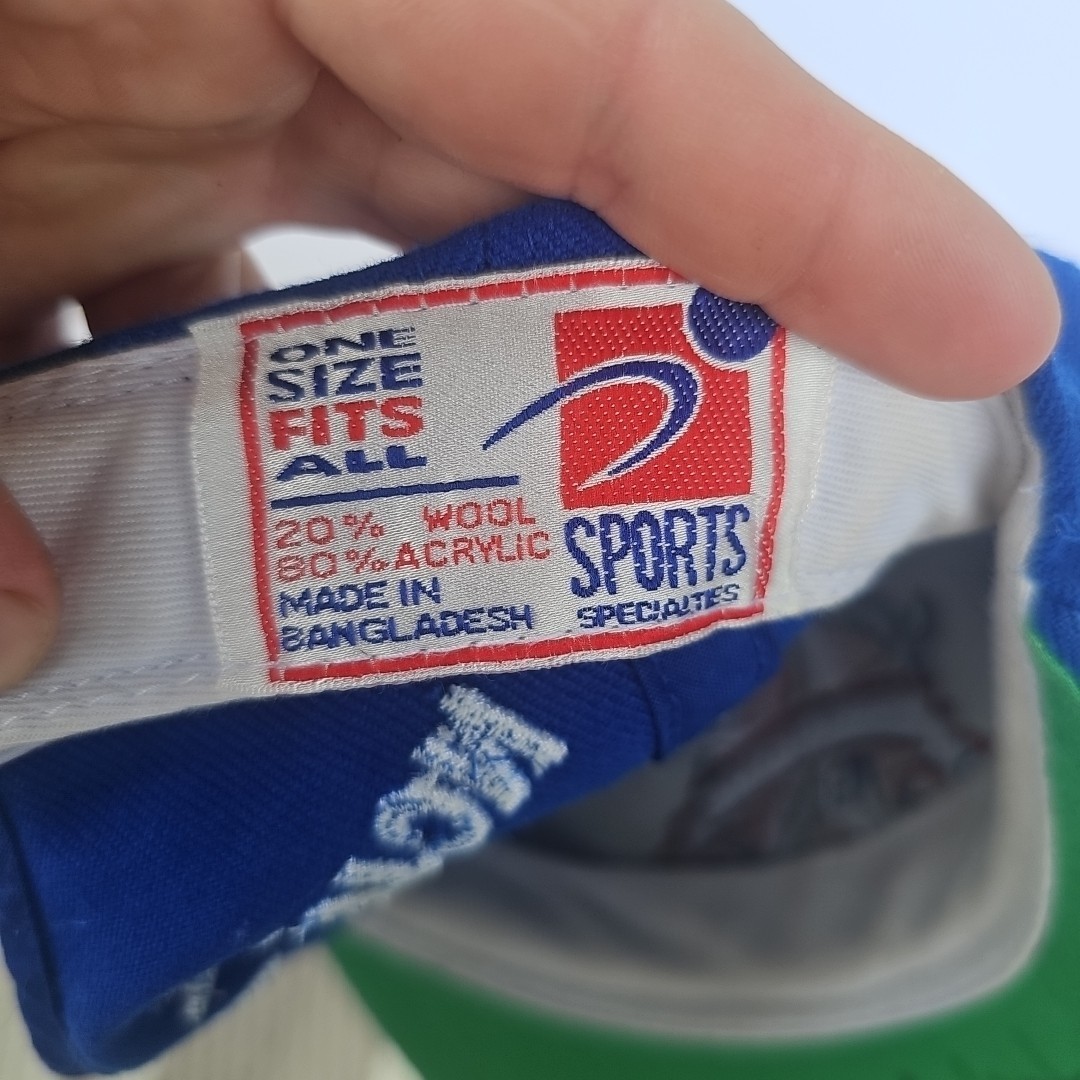 ONE
SIZE
FITS
ALL
20% WOOL
80% ACRYLIC
MADE IN
BANGLADESH
SPORTS
SPECIALTIES